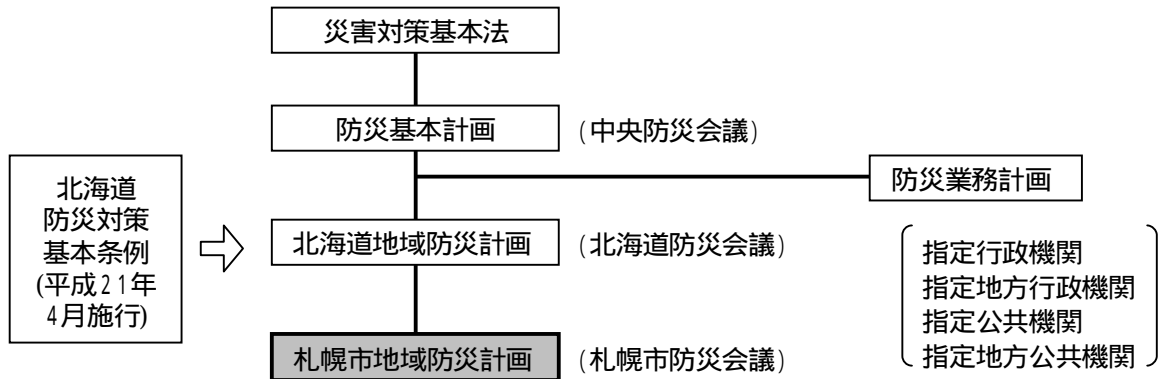 災害対策基本法
防災基本計画 (中央防災会議)
防災業務計画
北海道
防災対策
基本条例
(平成21年
4月施行)
北海道地域防災計画 (北海道防災会議)
指定行政機関
指定地方行政機関
指定公共機関
指定地方公共機関
札幌市地域防災計画 (札幌市防災会議)